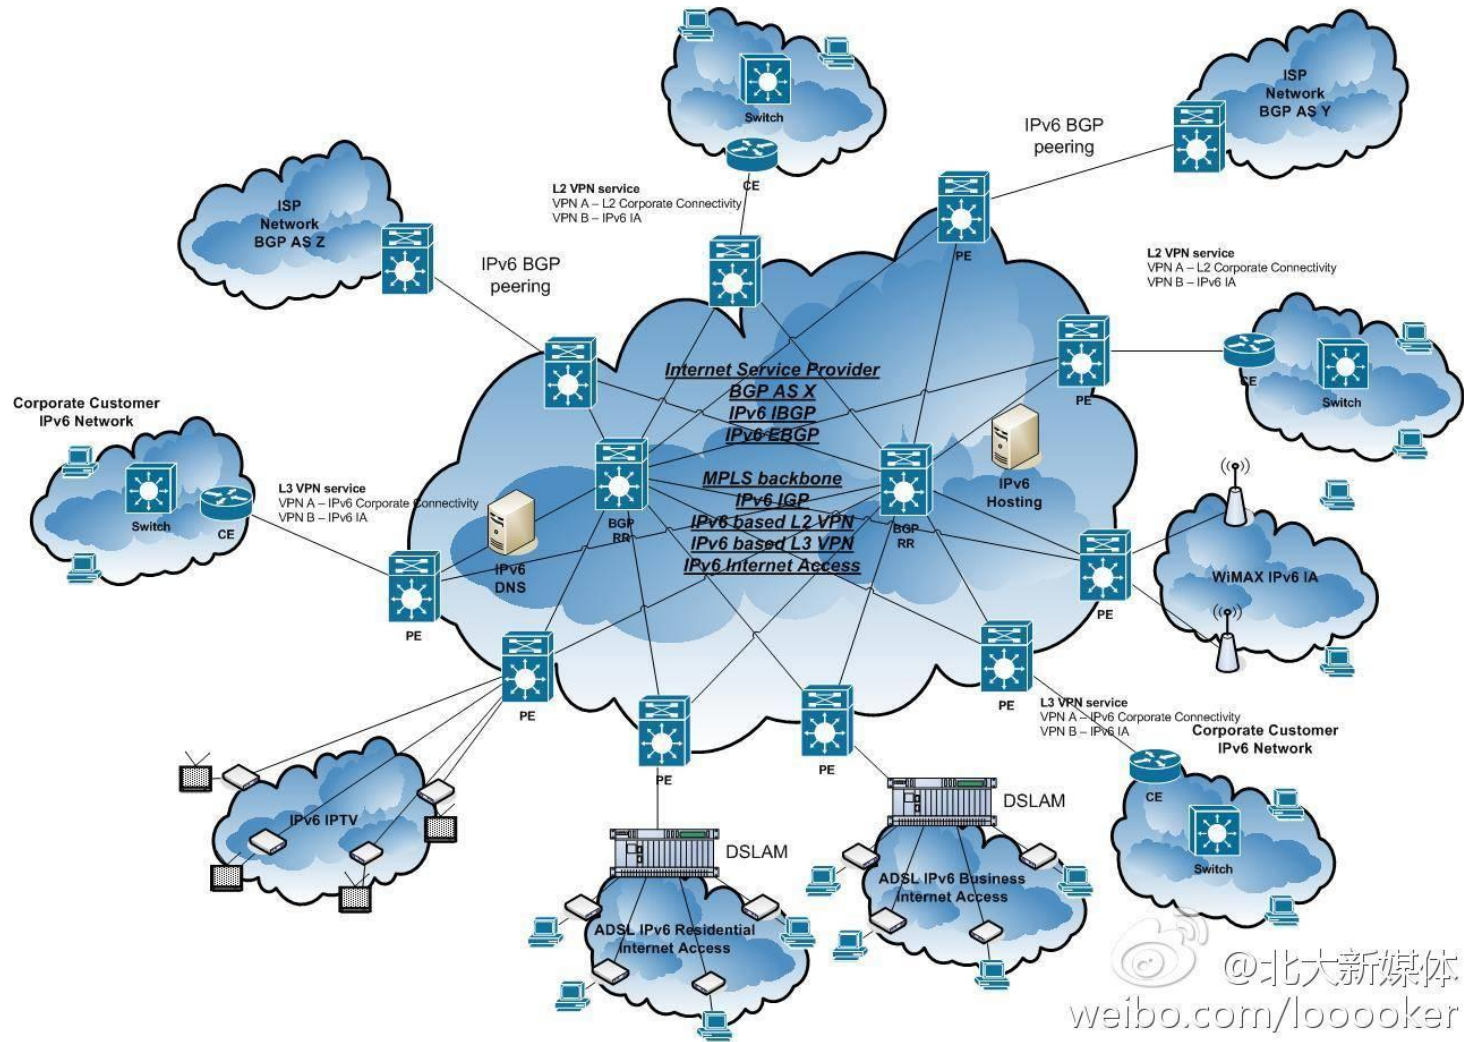 Switch
CE
ISP
Network
BGP AS Y
IPv6 BGP
peering
ISP
Network
BGP AS Z
L2 VPN service
VPN A – L2 Corporate Connectivity
VPN B – IPv6 IA
IPv6 BGP
peering
PE
L2 VPN service
VPN A – L2 Corporate Connectivity
VPN B – IPv6 IA
CE
Switch
PE
Internet Service Provider
BGP AS X
IPv6 IBGP
IPv6 EBGP
MPLS backbone
IPv6 IGP
IPv6 based L2 VPN
IPv6 based L3 VPN
IPv6 Internet Access
Corporate Customer
IPv6 Network
Switch
CE
L3 VPN service
VPN A – IPv6 Corporate Connectivity
VPN B – IPv6 IA
BGP
RR
BGP
RR
IPv6
Hosting
IPv6
DNS
PE
PE
WiMAX IPv6 IA
PE
PE
PE
PE
PE
L3 VPN service
VPN A – IPv6 Corporate Connectivity
VPN B – IPv6 IA
Corporate Customer
IPv6 Network
CE
Switch
IPv6 IPTV
DSLAM
DSLAM
ADSL IPv6 Residential
Internet Access
ADSL IPv6 Business
Internet Access
@北大新媒体
weibo.com/looooker